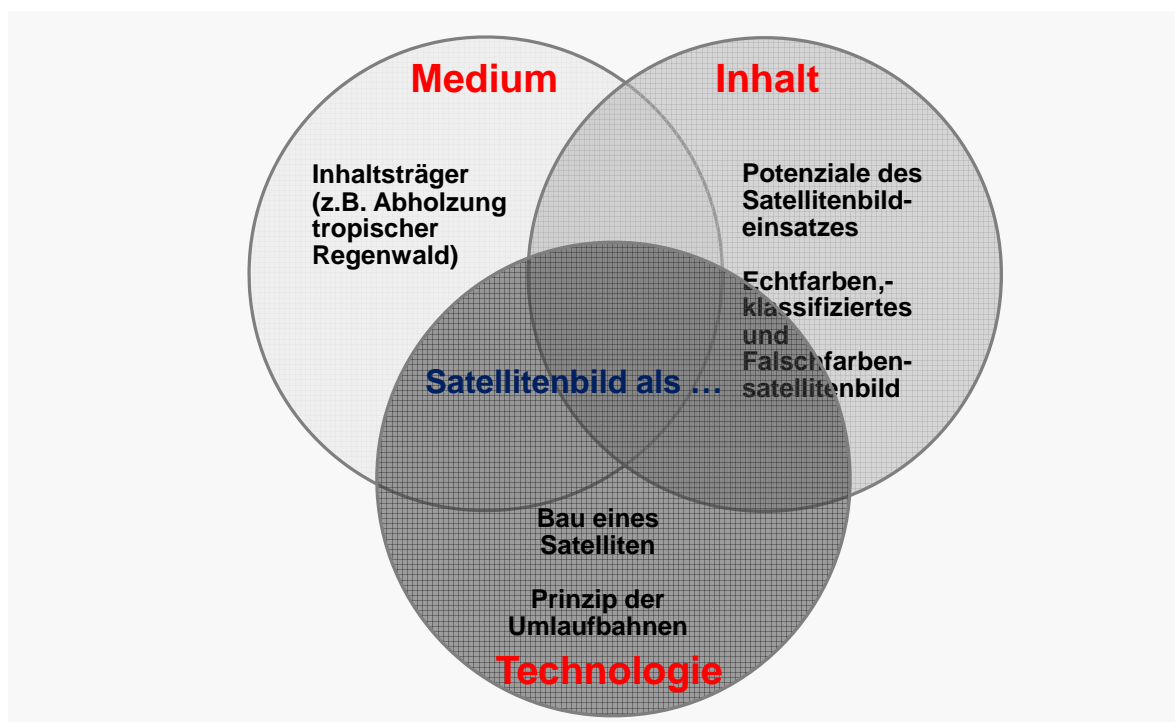 Medium
Inhalt
Inhaltsträger
(z.B. Abholzung
tropischer
Regenwald)
Potenziale des
Satellitenbild-
einsatzes
Echtfarben,-
klassifiziertes
und
Falschfarben-
satellitenbild
Satellitenbild als …
Bau eines
Satelliten
Prinzip der
Umlaufbahnen
Technologie